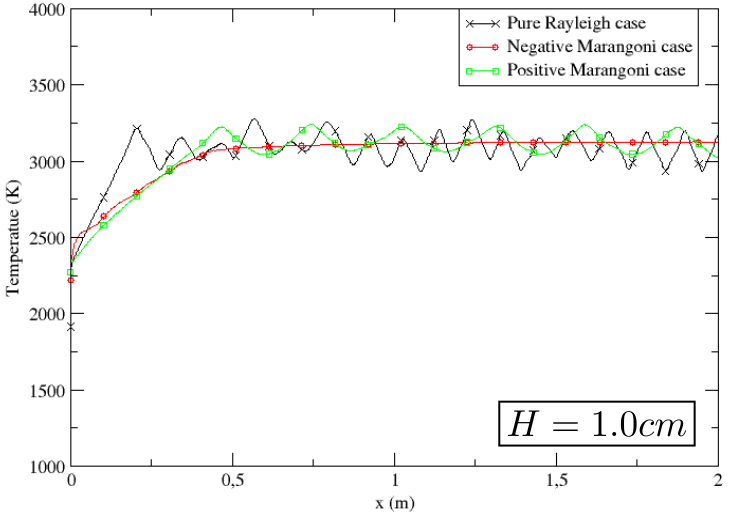 4000
3500
3000
2500
2000
1500
1000
Temperatue (K)
Pure Rayleigh case
Negative Marangoni case
Positive Marangoni case
H = 1.0cm
0
0,5
1
1,5
2
x (m)